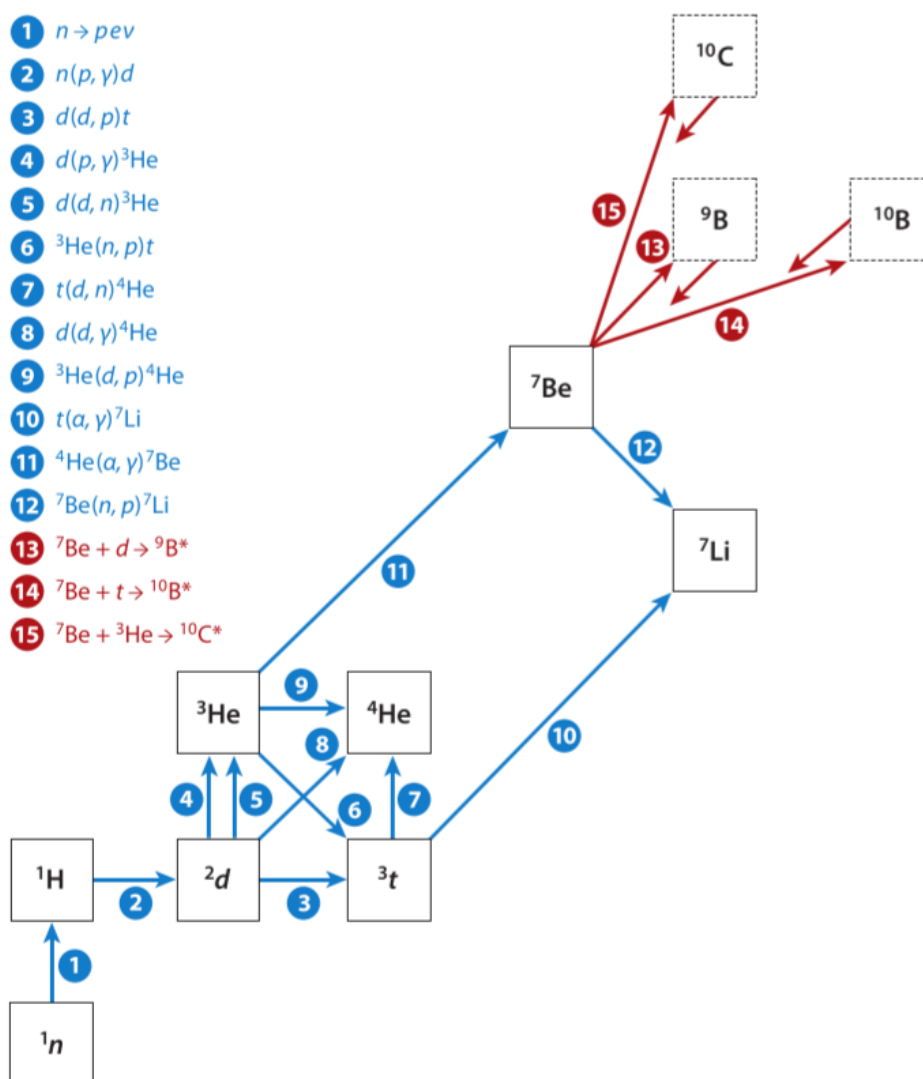 1 n → pev
2 n(p, γ)d
3 d(d, p)t
4 d(p, γ)³He
5 d(d, n)³He
6 ³He(n, p)t
7 t(d, n)⁴He
8 d(d, γ)⁴He
9 ³He(d, p)⁴He
10 t(a, γ)⁷Li
11 ⁴He(a, γ)⁷Be
12 ⁷Be(n, p)⁷Li
13 ⁷Be + d → ⁹B*
14 ⁷Be + t → ¹⁰B*
15 ⁷Be + ³He → ¹⁰C*
¹⁰C
15
⁹B
¹⁰B
13
14
⁷Be
12
⁷Li
11
10
³He
9
⁴He
8
4
5
6
7
¹H
2
²d
3
³t
1
¹n